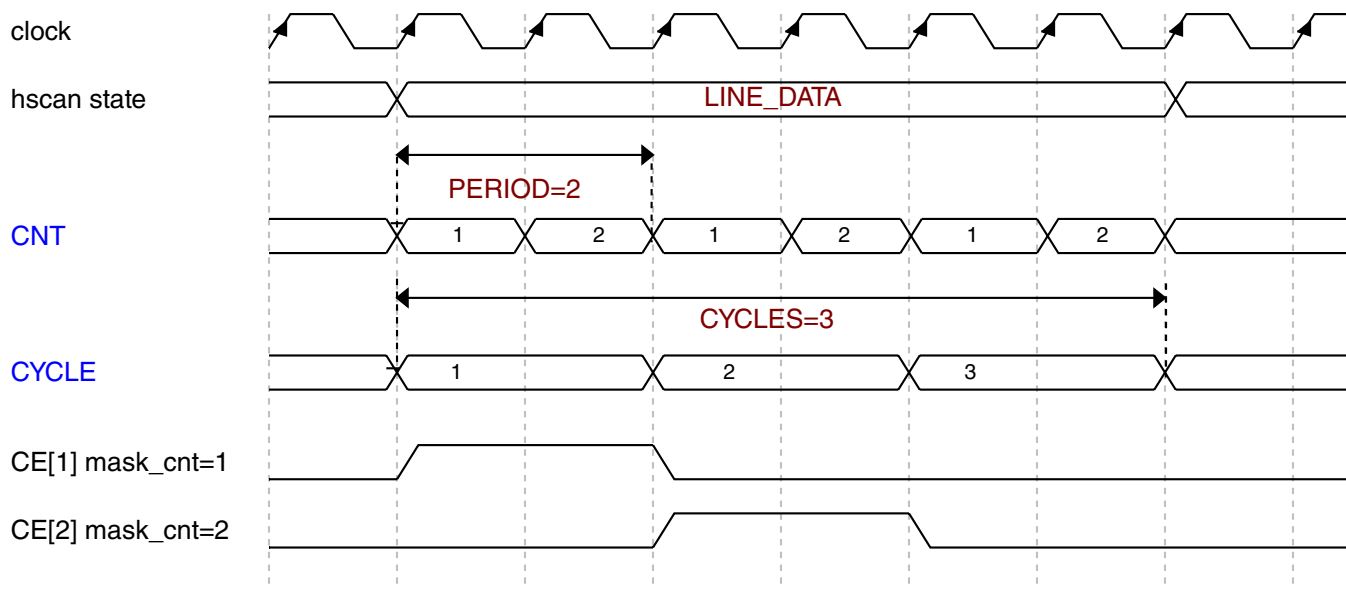 clock
hscan state
LINE_DATA
PERIOD=2
CNT 1 2 1 2 1 2
CYCLES=3
CYCLE 1 2 3
CE[1] mask_cnt=1
CE[2] mask_cnt=2